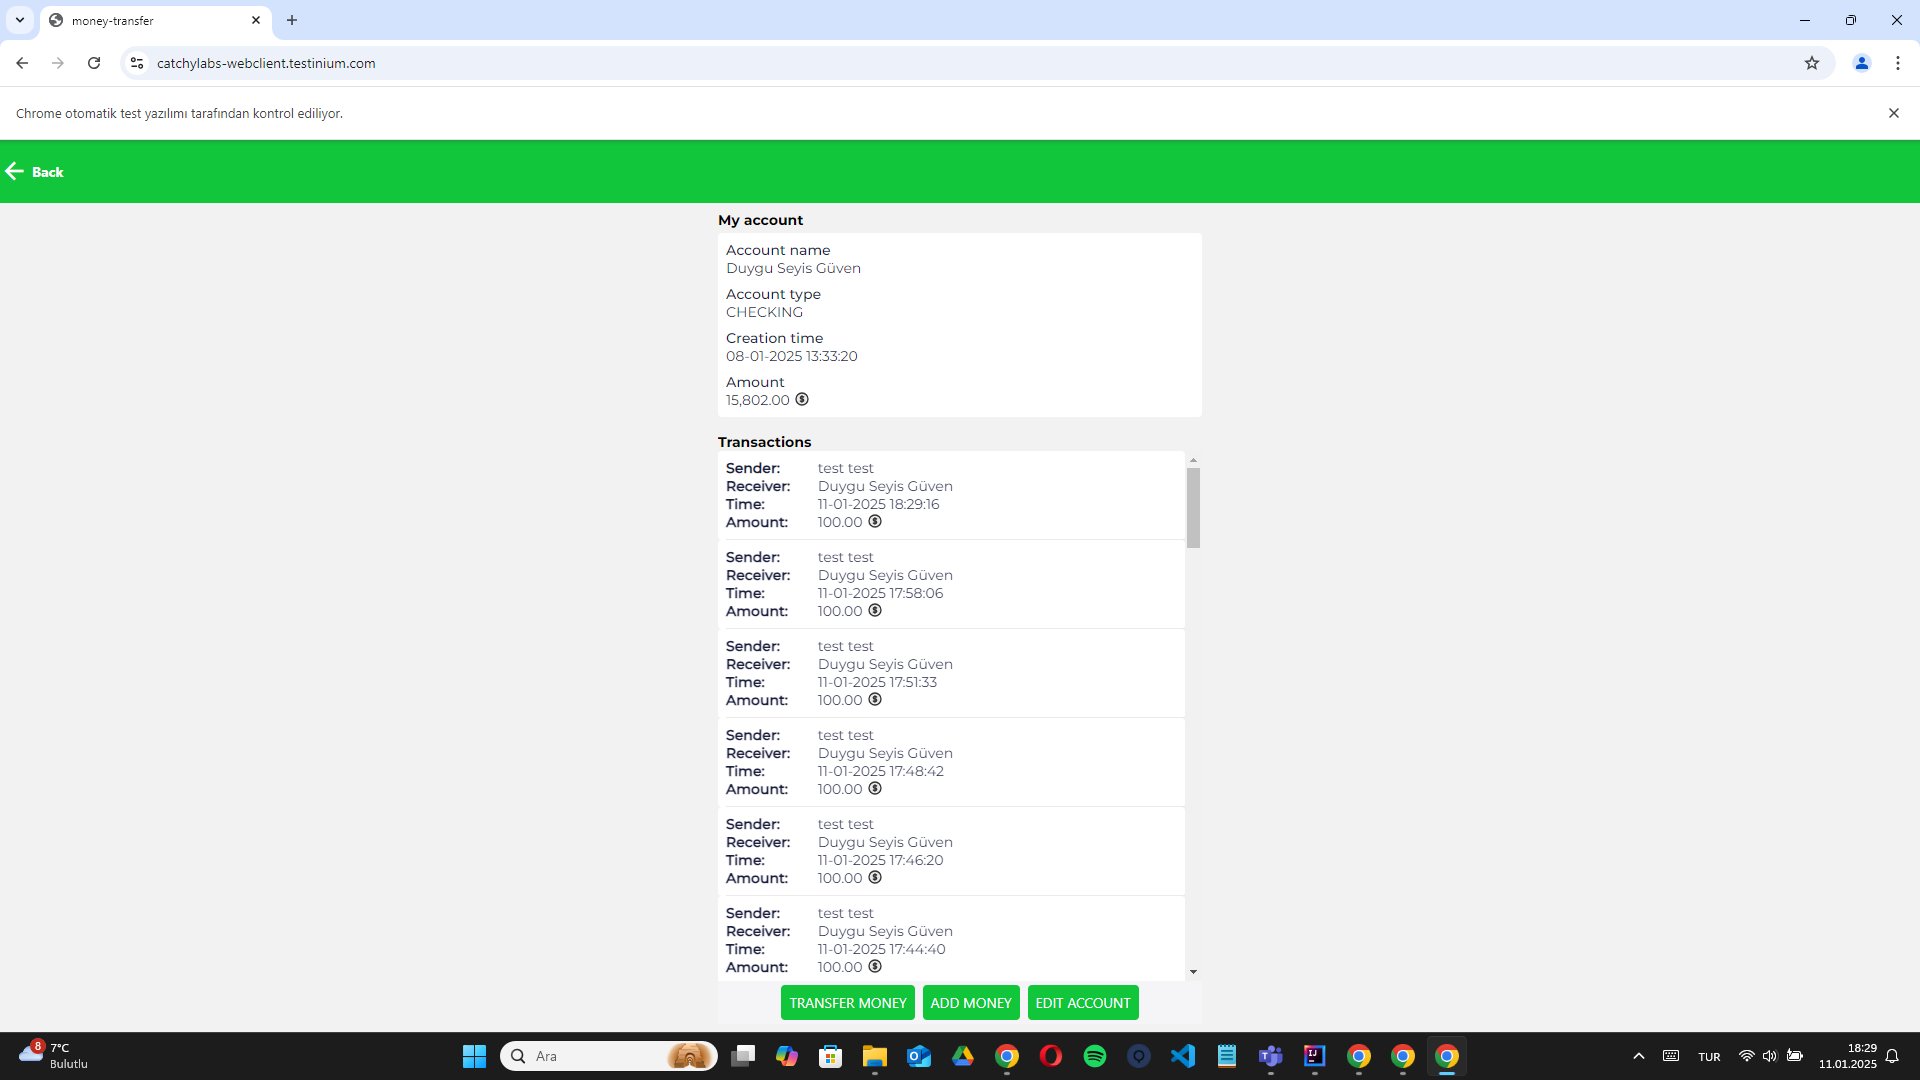 money-transfer
catchylabs-webclient.testinium.com
Chrome otomatik test yazılımı tarafından kontrol ediliyor.
Back
My account
Account name
Duygu Seyis Güven
Account type
CHECKING
Creation time
08-01-2025 13:33:20
Amount
15,802.00
Transactions
Sender: test test
Receiver: Duygu Seyis Güven
Time: 11-01-2025 18:29:16
Amount: 100.00
Sender: test test
Receiver: Duygu Seyis Güven
Time: 11-01-2025 17:58:06
Amount: 100.00
Sender: test test
Receiver: Duygu Seyis Güven
Time: 11-01-2025 17:51:33
Amount: 100.00
Sender: test test
Receiver: Duygu Seyis Güven
Time: 11-01-2025 17:48:42
Amount: 100.00
Sender: test test
Receiver: Duygu Seyis Güven
Time: 11-01-2025 17:46:20
Amount: 100.00
Sender: test test
Receiver: Duygu Seyis Güven
Time: 11-01-2025 17:44:40
Amount: 100.00
TRANSFER MONEY ADD MONEY EDIT ACCOUNT
8
7°C
Bulutlu
Ara
TUR
18:29
11.01.2025